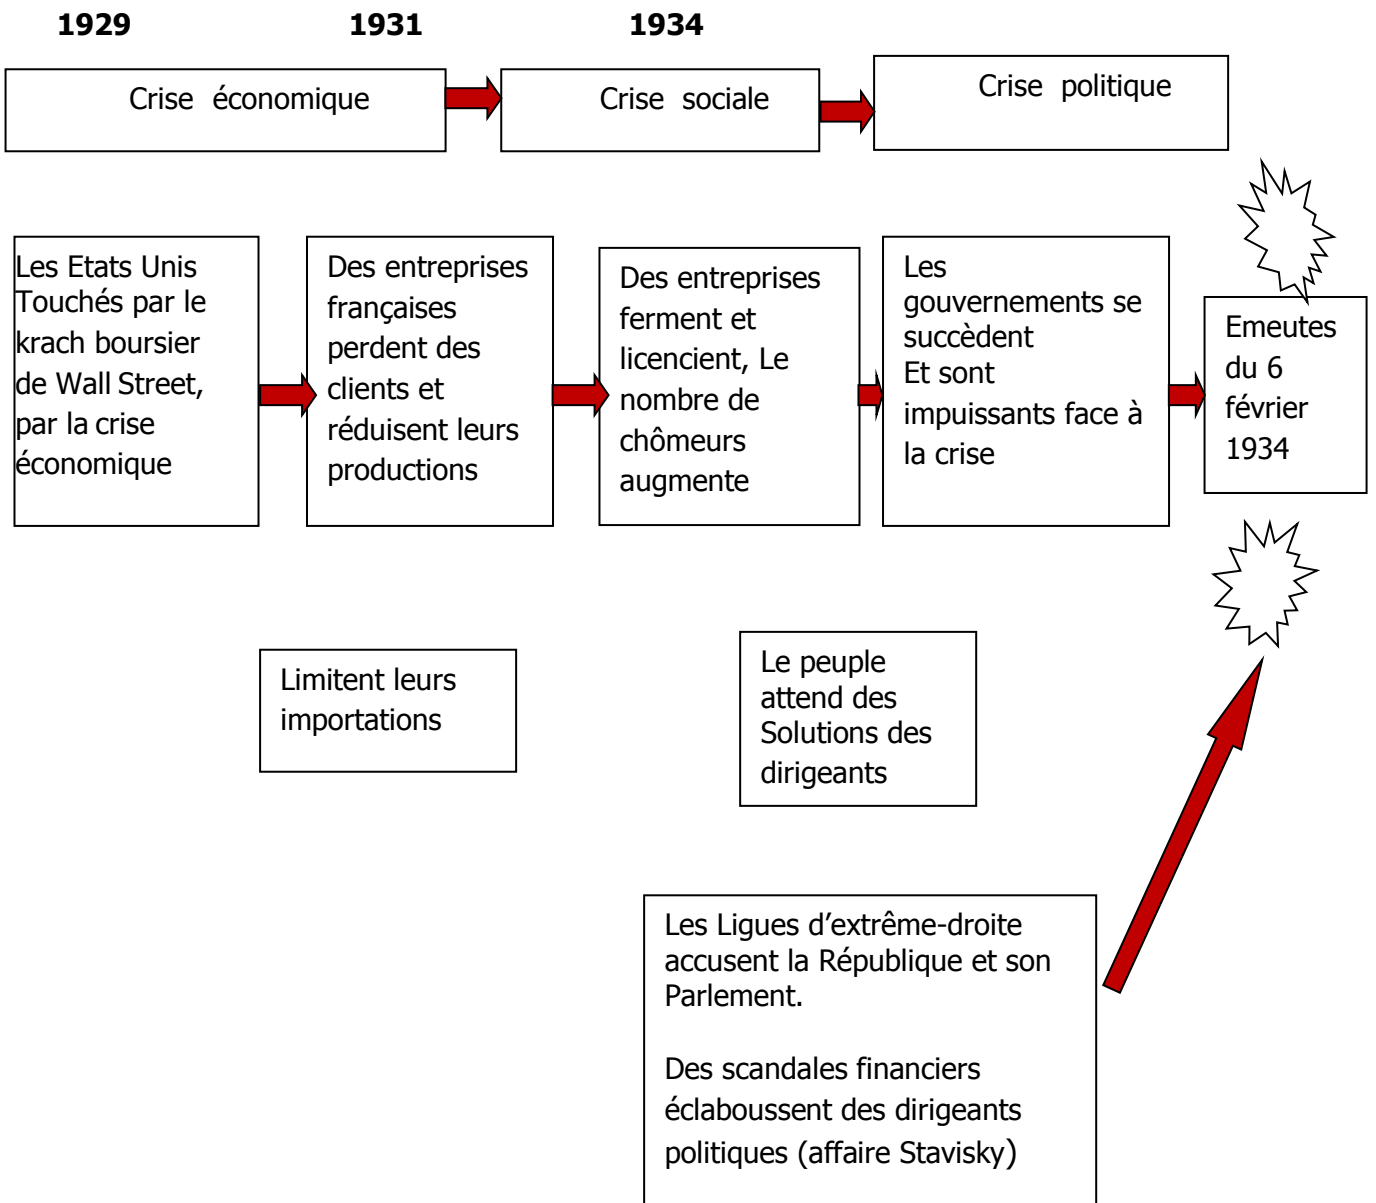 1929 1931 1934
Crise économique
Crise sociale
Crise politique
Les Etats Unis
Touchés par le
krach boursier
de Wall Street,
par la crise
économique
Des entreprises
françaises
perdent des
clients et
réduisent leurs
productions
Des entreprises
ferment et
licencient, Le
nombre de
chômeurs
augmente
Les
gouvernements se
succèdent
Et sont
impuissants face à
la crise
Emeutes
du 6
février
1934
Limitent leurs
importations
Le peuple
attend des
Solutions des
dirigeants
Les Ligues d’extrême-droite
accusent la République et son
Parlement.
Des scandales financiers
éclaboussent des dirigeants
politiques (affaire Stavisky)